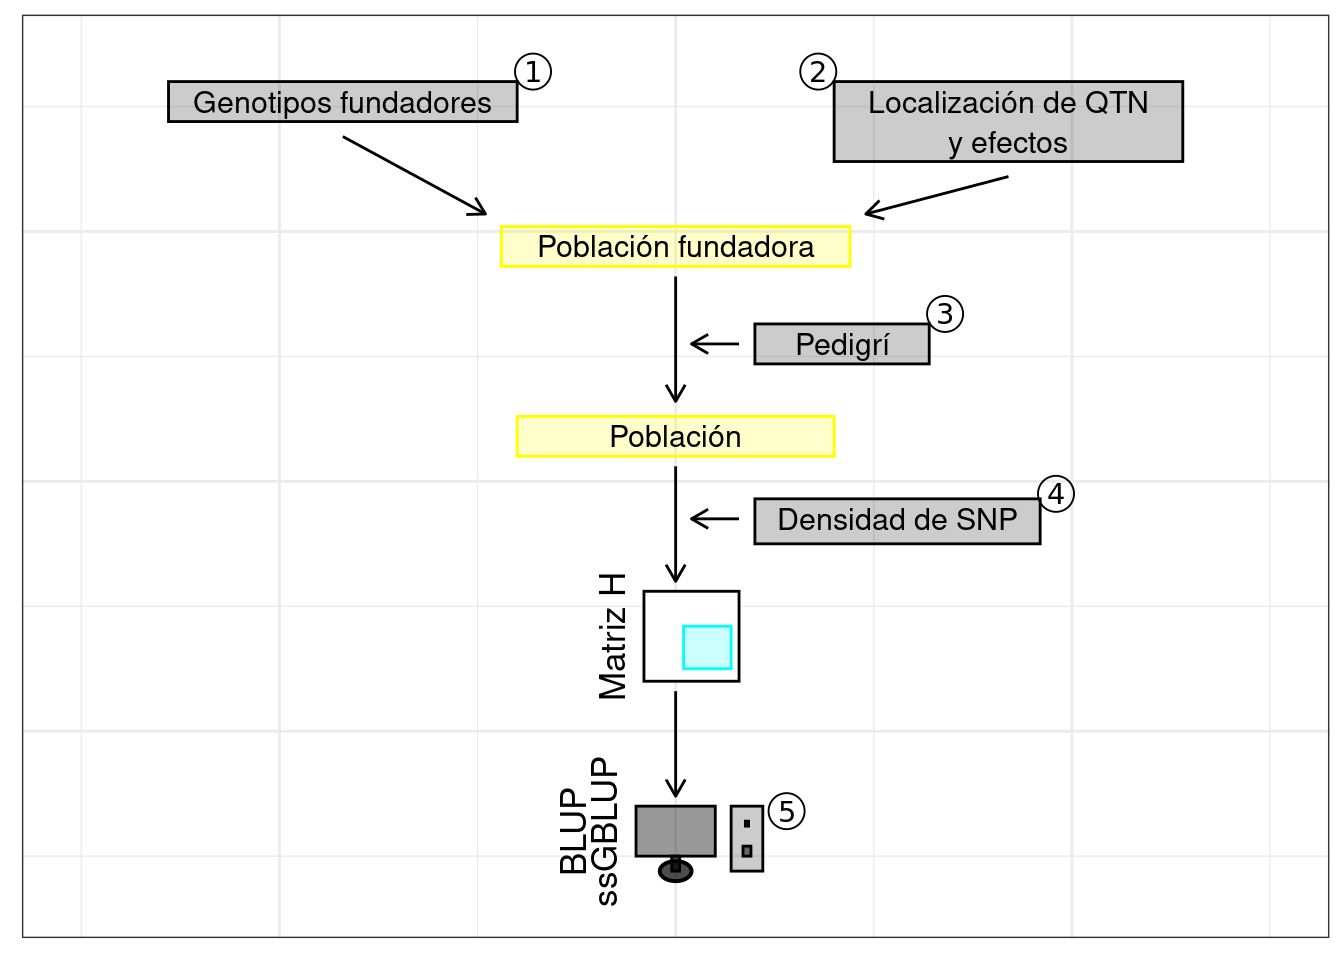 ①
Genotipos fundadores
②
Localización de QTN
y efectos
Población fundadora
③
Pedigrí
Población
④
Densidad de SNP
Matriz H
BLUP
ssGBLUP
⑤